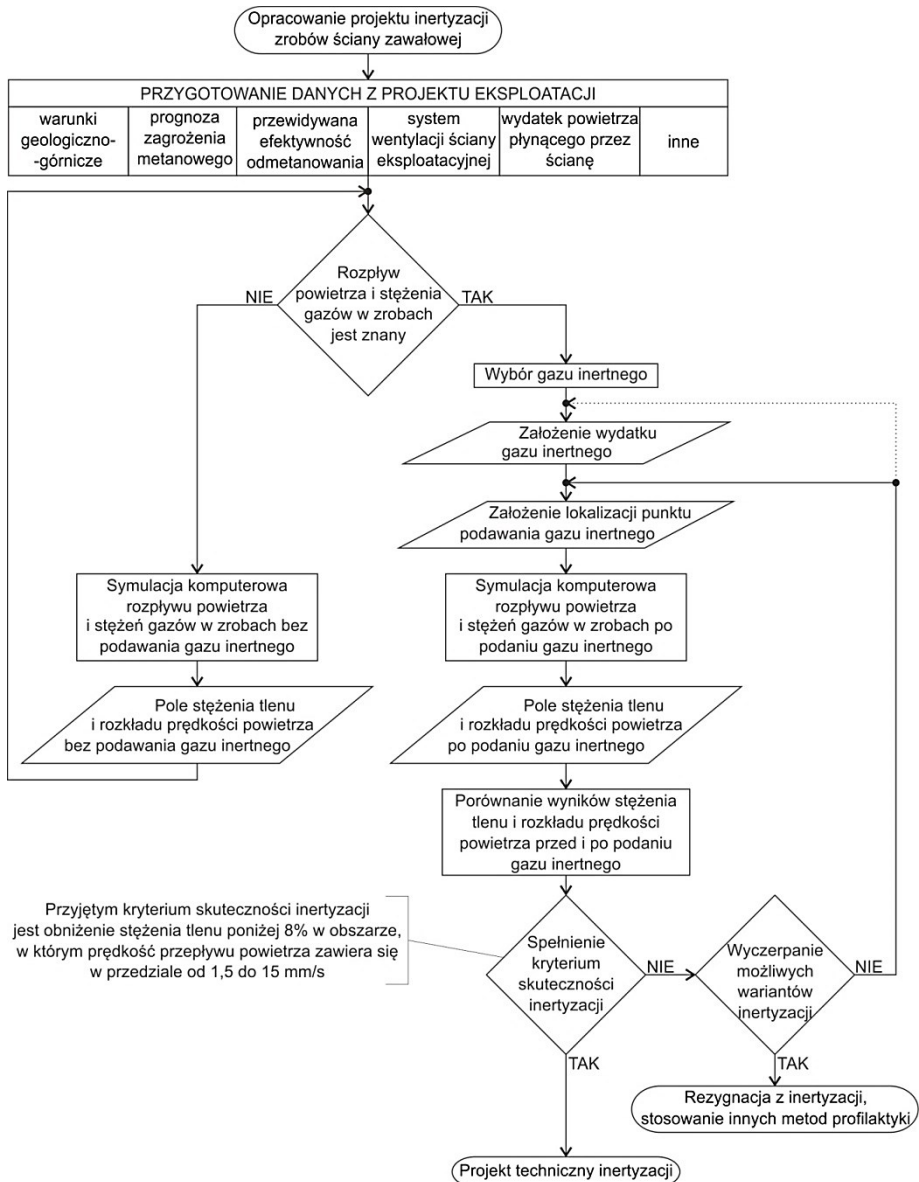 Opracowanie projektu inertyzacji
zrobów ściany zawałowej
PRZYGOTOWANIE DANYCH Z PROJEKTU EKSPLOATACJI
warunki
geologiczno-
-górnicze
prognoza
zagrożenia
metanowego
przewidywana
efektywność
odmetanowania
system
wentylacji ściany
eksploatacyjnej
wydatek powietrza
płynącego przez
ścianę
inne
Rozpływ
powietrza i stężenia
gazów w zrobach
jest znany
NIE
TAK
Wybór gazu inertnego
Założenie wydatku
gazu inertnego
Założenie lokalizacji punktu
podawania gazu inertnego
Symulacja komputerowa
rozpływu powietrza
i stężeń gazów w zrobach bez
podawania gazu inertnego
Symulacja komputerowa
rozpływu powietrza
i stężeń gazów w zrobach po
podaniu gazu inertnego
Pole stężenia tlenu
i rozkładu prędkości powietrza
bez podawania gazu inertnego
Pole stężenia tlenu
i rozkładu prędkości powietrza
po podaniu gazu inertnego
Porównanie wyników stężenia
tlenu i rozkładu prędkości
powietrza przed i po podaniu
gazu inertnego
Przyjętym kryterium skuteczności inertyzacji
jest obniżenie stężenia tlenu poniżej 8% w obszarze,
w którym prędkość przepływu powietrza zawiera się
w przedziale od 1,5 do 15 mm/s
Spełnienie
kryterium
skuteczności
inertyzacji
NIE
TAK
Wyczerpanie
możliwych
wariantów
inertyzacji
NIE
TAK
Rezygnacja z inertyzacji,
stosowanie innych metod profilaktyki
Projekt techniczny inertyzacji